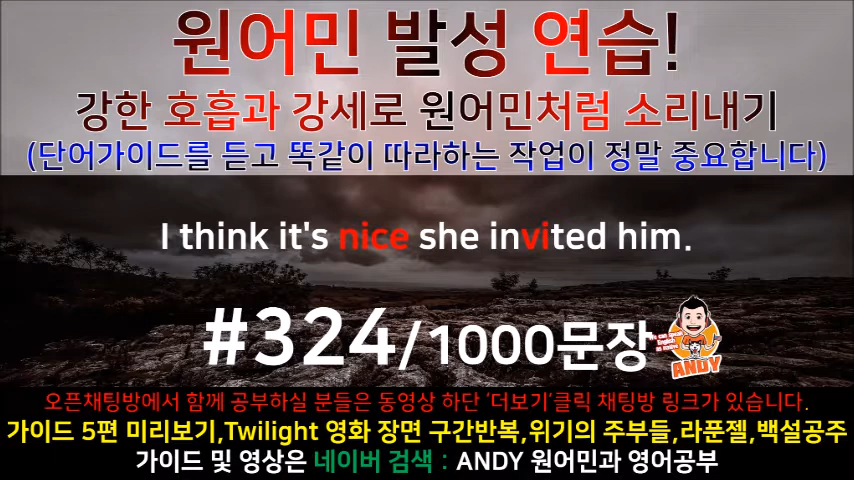 원어민 발성 연습!
강한 호흡과 강세로 원어민처럼 소리내기
(단어가이드를 듣고 똑같이 따라하는 작업이 정말 중요합니다)
I think it's nice she invited him.
#324/1000문장
ANDY
오픈채팅방에서 함께 공부하실 분들은 동영상 하단 '더보기'클릭 채팅방 링크가 있습니다.
가이드 5편 미리보기,Twilight 영화 장면 구간반복,위기의 주부들,라푼젤,백설공주
가이드 및 영상은 네이버 검색 : ANDY 원어민과 영어공부